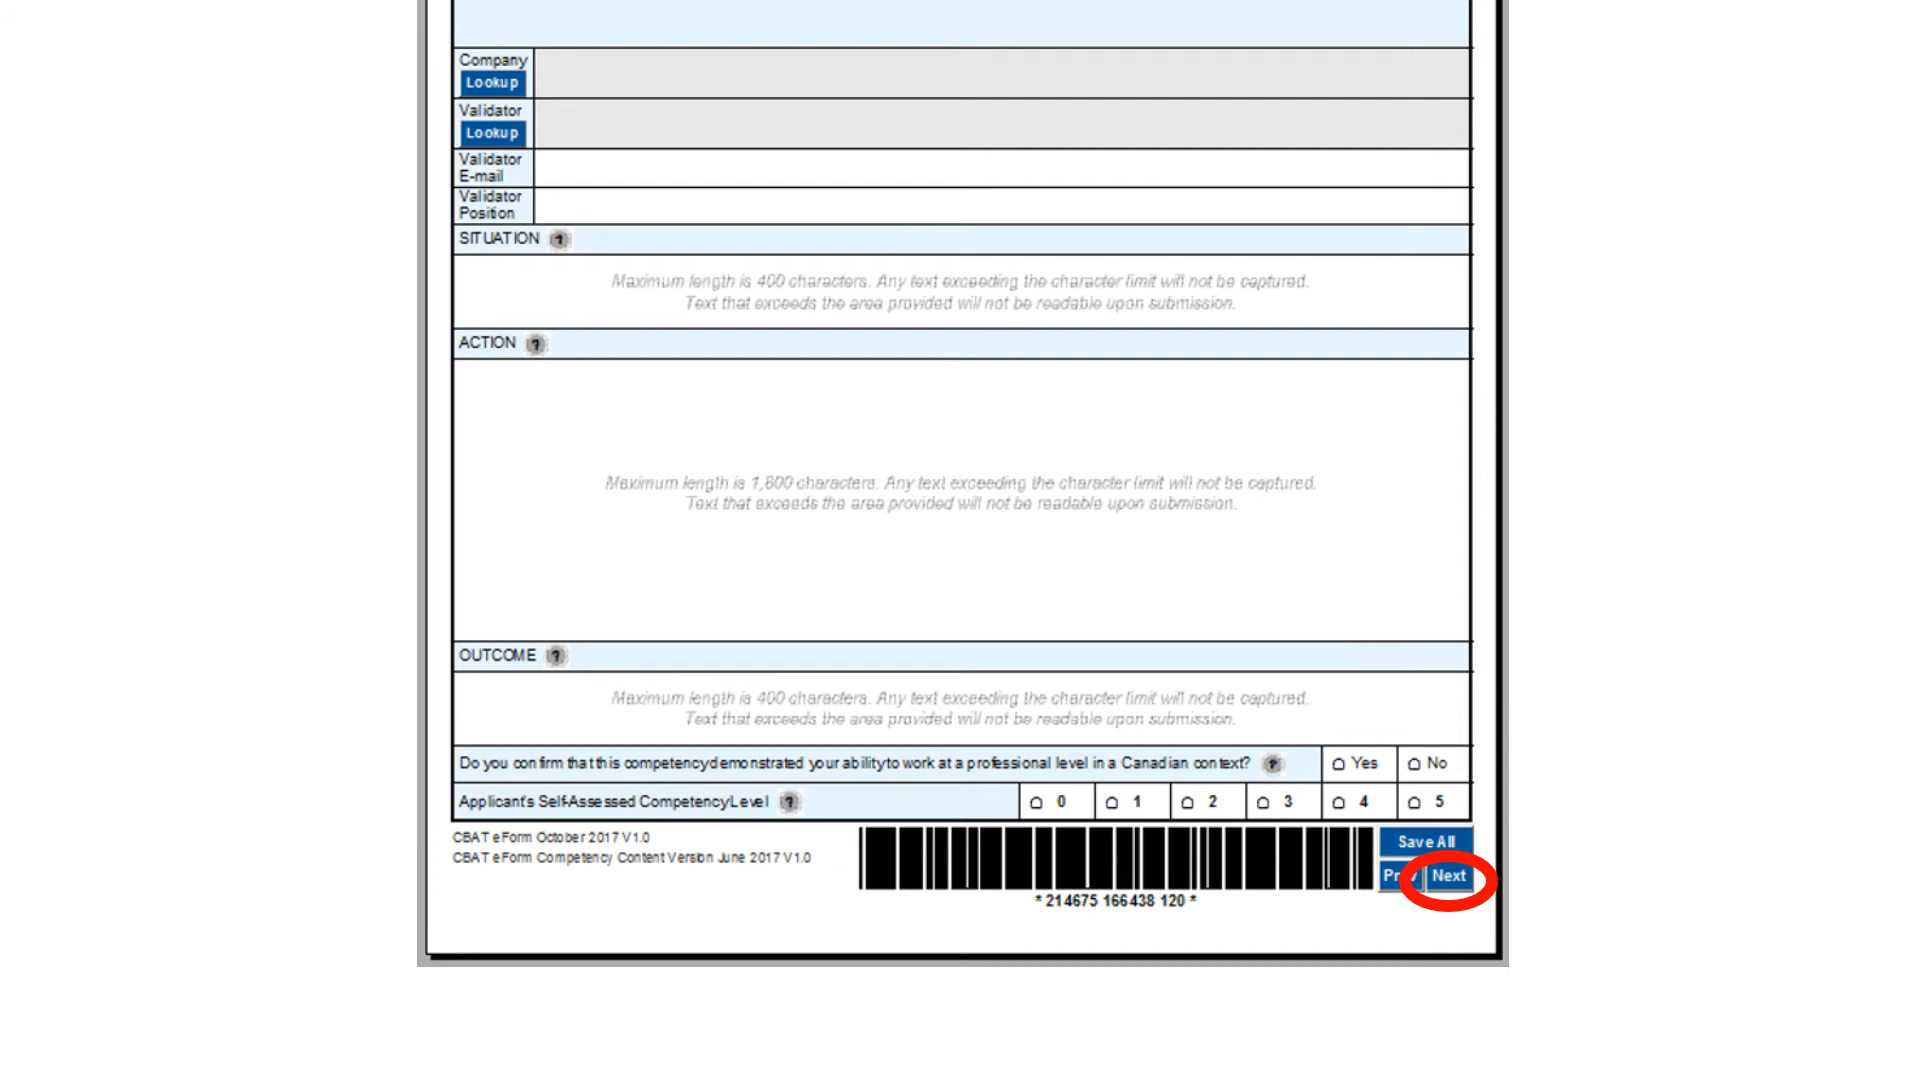 Company
Lookup
Validator
Lookup
Validator
E-mail
Validator
Position
SITUATION ?
Maximum length is 400 characters. Any text exceeding the character limit will not be captured.
Text that exceeds the area provided will not be readable upon submission.
ACTION ?
Maximum length is 1,800 characters. Any text exceeding the character limit will not be captured.
Text that exceeds the area provided will not be readable upon submission.
OUTCOME ?
Maximum length is 400 characters. Any text exceeding the character limit will not be captured.
Text that exceeds the area provided will not be readable upon submission.
Do you confirm that this competency demonstrated your ability to work at a professional level in a Canadian context? ? Yes No
Applicant's Self-Assessed Competency Level ? 0 1 2 3 4 5
CBAT eForm October 2017 V1.0
CBAT eForm Competency Content Version June 2017 V1.0
Save All
Prev Next
* 214675 166438 120 *